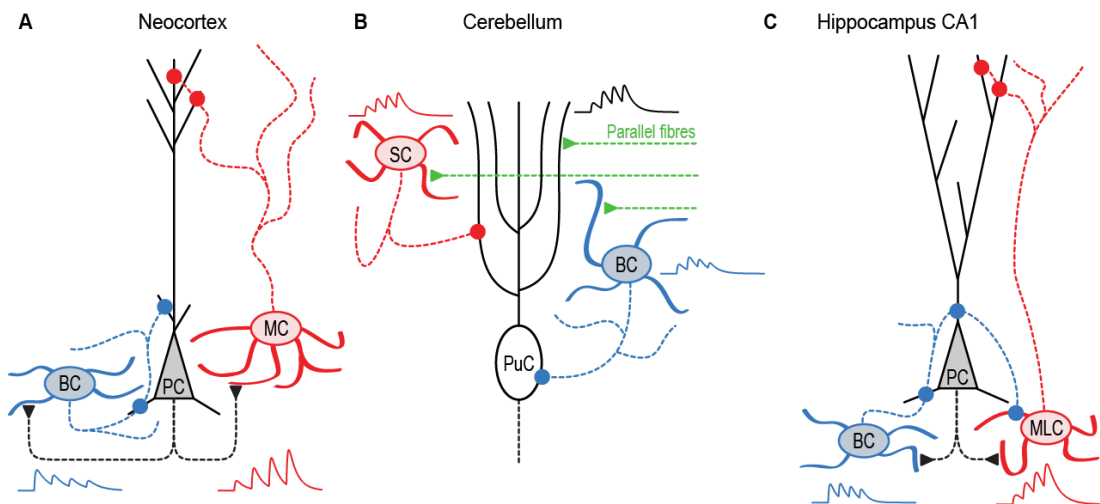 A Neocortex
B Cerebellum
C Hippocampus CA1
Parallel fibres
SC
BC
MC
BC
PC
PuC
PC
BC
MLC